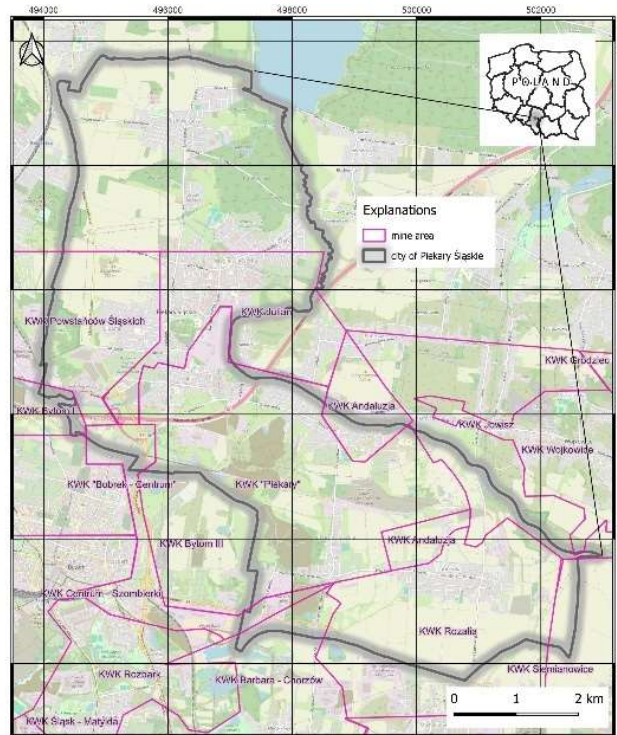 494000 496000 498000 500000 502000
POLAND
Explanations
mine area
city of Piekary Śląskie
KWK Powstańców Śląskich
KWK Julian
KWK Grodziec
KWK Bytom I
KWK Andaluzja
KWK Jowisz
KWK Wojkowice
KWK "Bobrek - Centrum"
KWK "Piekary"
KWK Bytom III
KWK Andaluzja
KWK Centrum - Szombierki
KWK Rozalia
KWK Rozbark
KWK Barbara - Chorzów
KWK Siemianowice
KWK Śląsk - Matylda
0 1 2 km